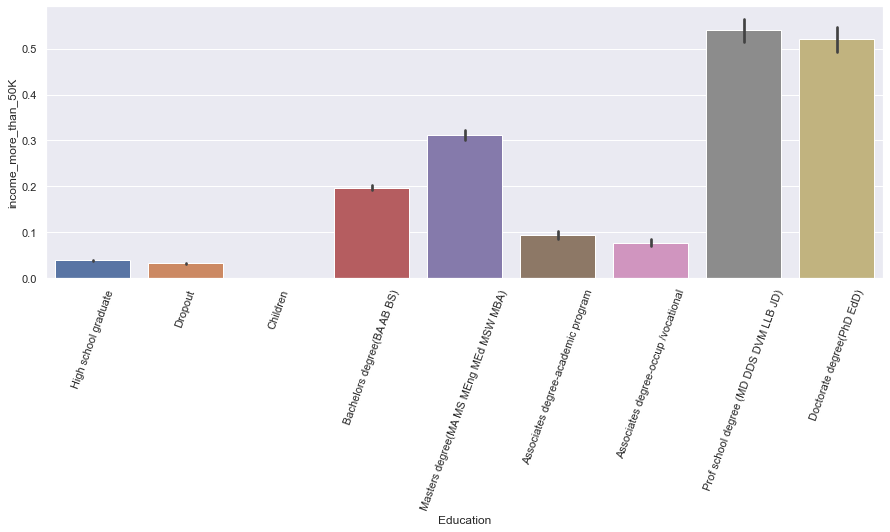 income_more_than_50K
0.5
0.4
0.3
0.2
0.1
0.0
High school graduate
Dropout
Children
Bachelors degree(BA AB BS)
Masters degree(MA MS MEng MEd MSW MBA)
Associates degree-academic program
Associates degree-occup /vocational
Prof school degree (MD DDS DVM LLB JD)
Doctorate degree(PhD EdD)
Education